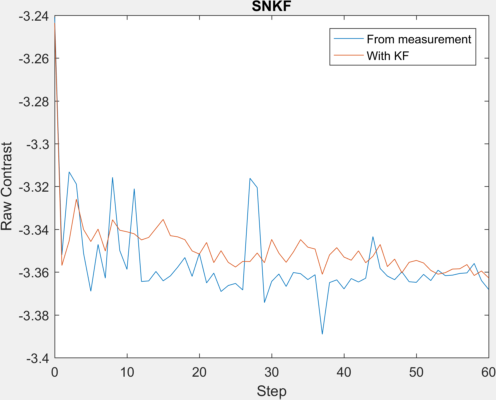 SNKF
-3.24
-3.26
-3.28
-3.3
-3.32
-3.34
-3.36
-3.38
-3.4
Raw Contrast
From measurement
With KF
0 10 20 30 40 50 60
Step